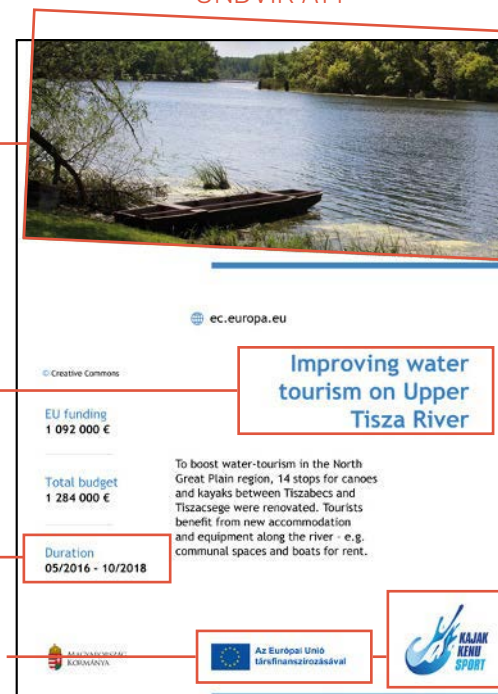 UNDVIK ATT
ec.europa.eu
© Creative Commons
Improving water
tourism on Upper
Tisza River
EU funding
1 092 000 €
Total budget
1 284 000 €
To boost water-tourism in the North
Great Plain region, 14 stops for canoes
and kayaks between Tiszabecs and
Tiszacsege were renovated. Tourists
benefit from new accommodation
and equipment along the river - e.g.
communal spaces and boats for rent.
Duration
05/2016 - 10/2018
MAGYARORSZÁG
KORMÁNYA
Az Európai Unió
társfinanszírozásával
KAJAK
KENU
SPORT